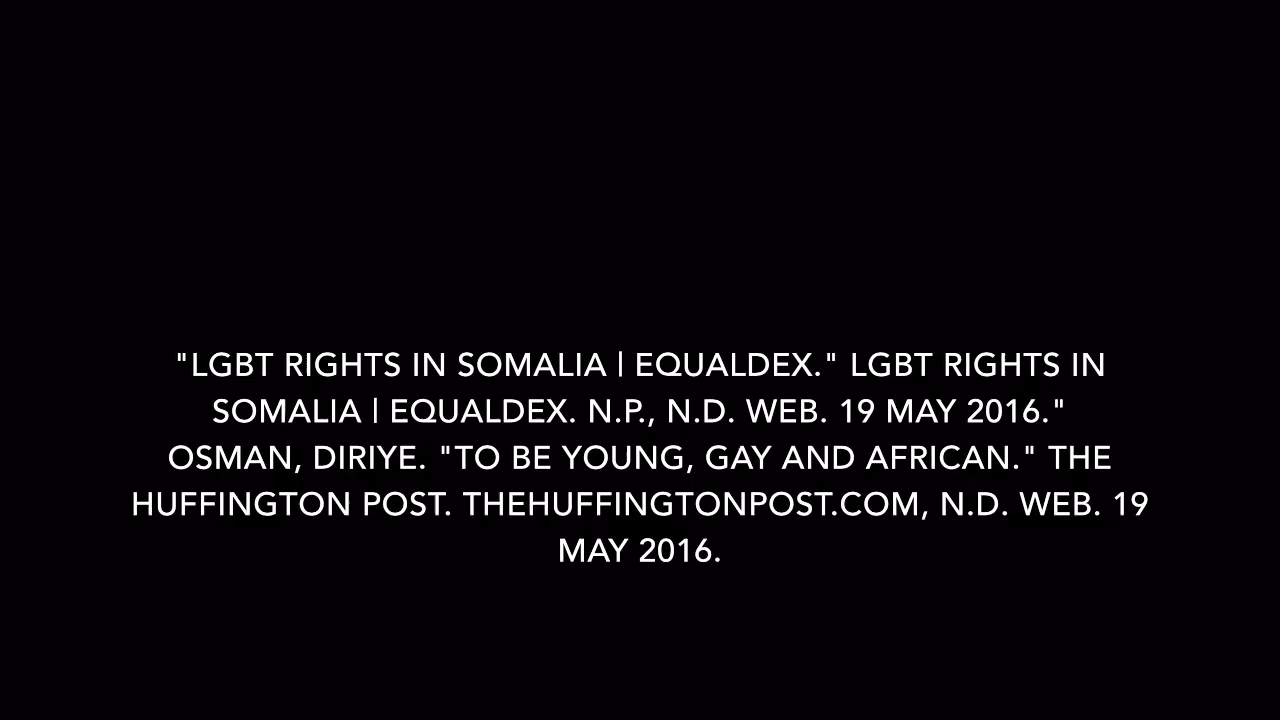 "LGBT RIGHTS IN SOMALIA | EQUALDEX." LGBT RIGHTS IN
SOMALIA | EQUALDEX. N.P., N.D. WEB. 19 MAY 2016."
OSMAN, DIRIYE. "TO BE YOUNG, GAY AND AFRICAN." THE
HUFFINGTON POST. THEHUFFINGTONPOST.COM, N.D. WEB. 19
MAY 2016.